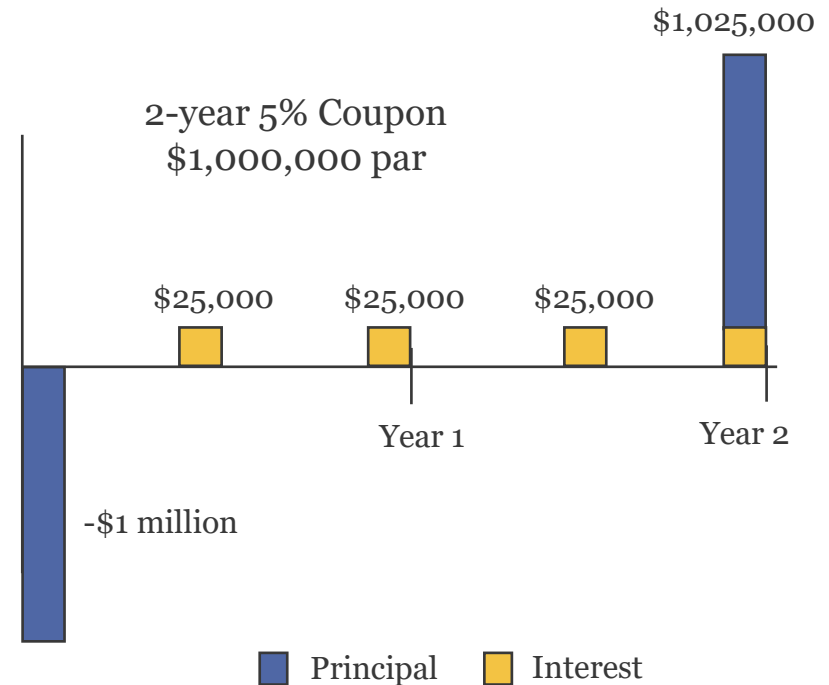 $1,025,000
2-year 5% Coupon
$1,000,000 par
$25,000 $25,000 $25,000
Year 1 Year 2
-$1 million
Principal Interest